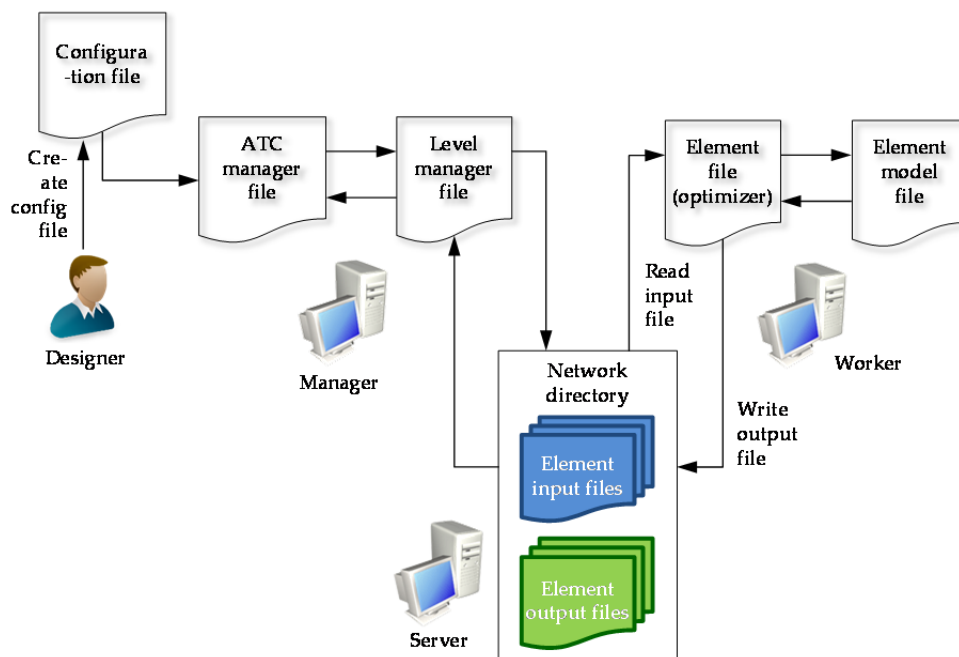 Configura
-tion file
Cre-
ate
config
file
Designer
ATC
manager
file
Level
manager
file
Manager
Element
file
(optimizer)
Element
model
file
Read
input
file
Worker
Network
directory
Write
output
file
Element
input files
Element
output files
Server